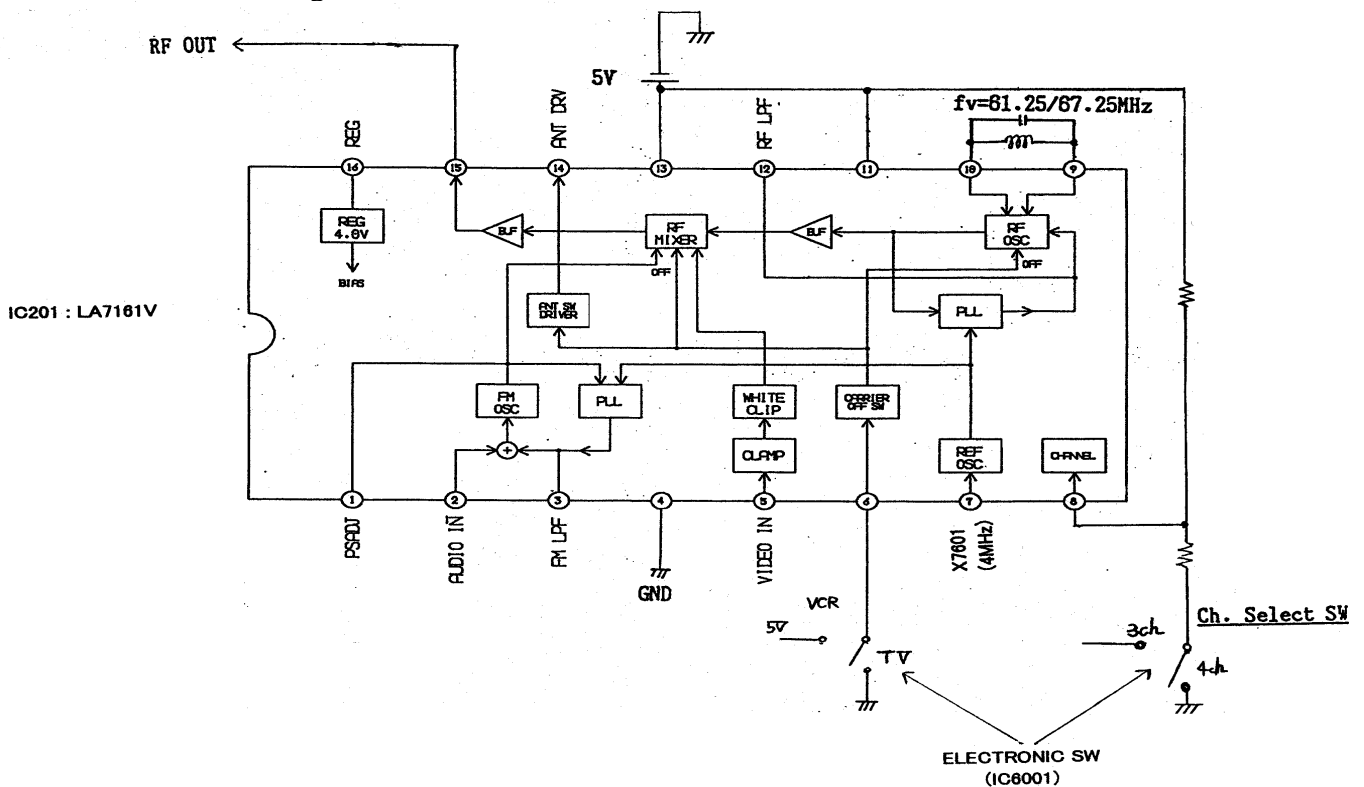 RF OUT
5V
REG
ANT DRV
RF LPF
fv=61.25/67.25MHz
16
15
14
13
12
11
10
9
REG
4.8V
BIAS
BUF
RF
MIXER
OFF
BUF
RF
OSC
OFF
IC201 : LA7161V
ANT SW
DRIVER
PLL
FM
OSC
PLL
WHITE
CLIP
CARRIER
OFF SW
+
CLAMP
REF
OSC
CHANNEL
1
2
3
4
5
6
7
8
PSADJ
AUDIO IN
FM LPF
GND
VIDEO IN
X7601
(4MHz)
VCR
5V
TV
Ch. Select SW
3ch
4ch
ELECTRONIC SW
(IC6001)